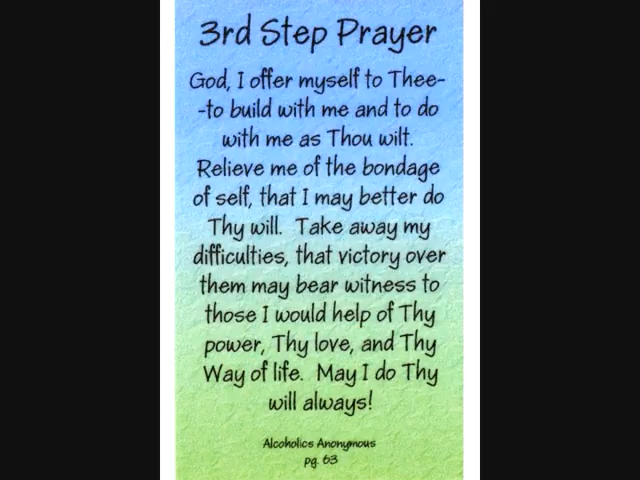 3rd Step Prayer
God, I offer myself to Thee-
-to build with me and to do
with me as Thou wilt.
Relieve me of the bondage
of self, that I may better do
Thy will. Take away my
difficulties, that victory over
them may bear witness to
those I would help of Thy
power, Thy love, and Thy
Way of life. May I do Thy
will always!
Alcoholics Anonymous
pg. 63